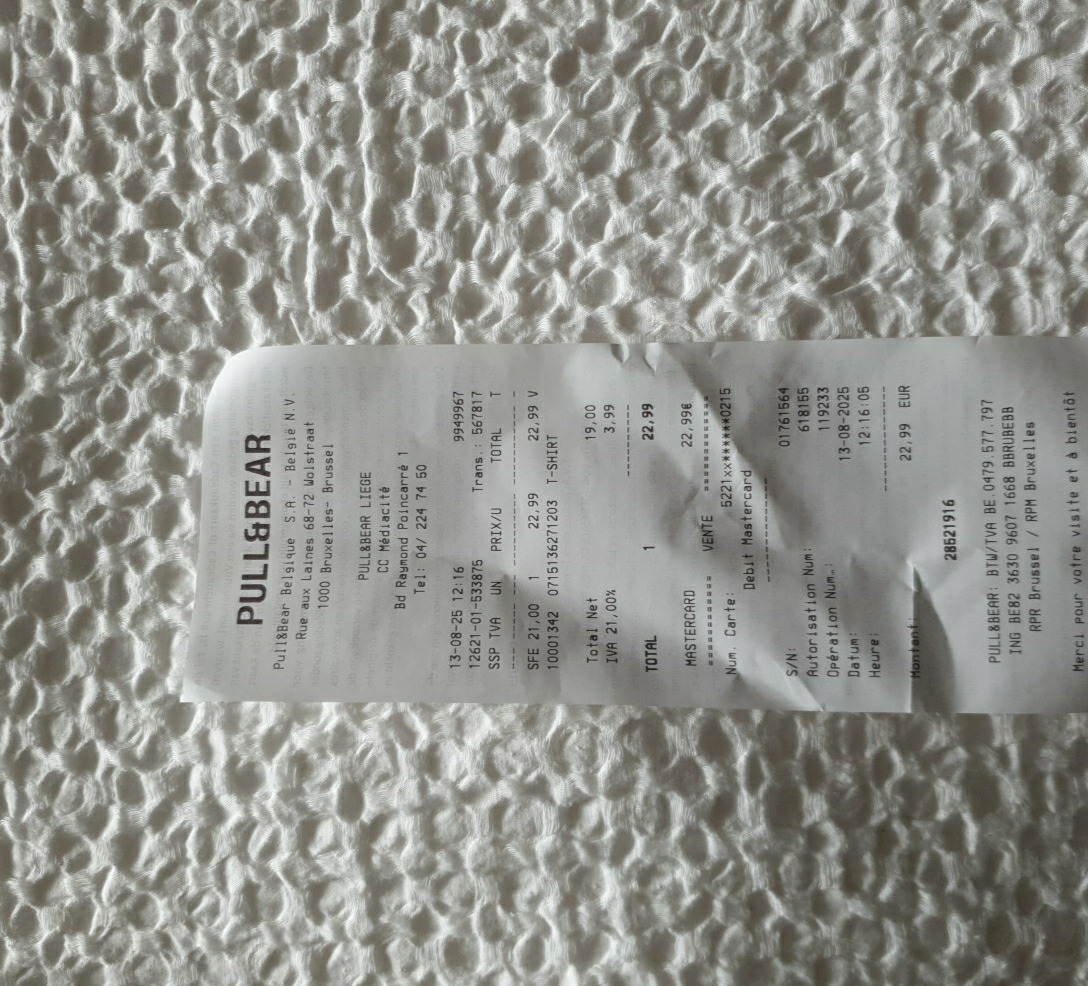 PULL&BEAR
Pull&Bear Belgique S.A. - België N.V.
Rue aux Laines 68-72 Wolstraat
1000 Bruxelles- Brussel
PULL&BEAR LIEGE
CC Médiacité
Bd Raymond Poincarré 1
Tel: 04/ 224 74 50
13-08-25 12:16 9949967
12621-01-533875 Trans.: 567817
SSP TVA UN PRIX/U TOTAL T
SFE 21,00 1 22,99 22,99 V
10001342 0715136271203 T-SHIRT
Total Net 19,00
IVA 21,00% 3,99
TOTAL 1 22,99
MASTERCARD 22,99€
========== VENTE ==========
Num. Carte: 5221xx******0215
Debit Mastercard
S/N: 01761564
Autorisation Num: 618155
Opération Num.: 119233
Datum: 13-08-2025
Heure: 12:16:05
Montant: 22,99 EUR
28621916
PULL&BEAR: BTW/TVA BE 0479.577.797
ING BE82 3630 9607 1668 BBRUBEBB
RPR Brussel / RPM Bruxelles
Merci pour votre visite et à bientôt